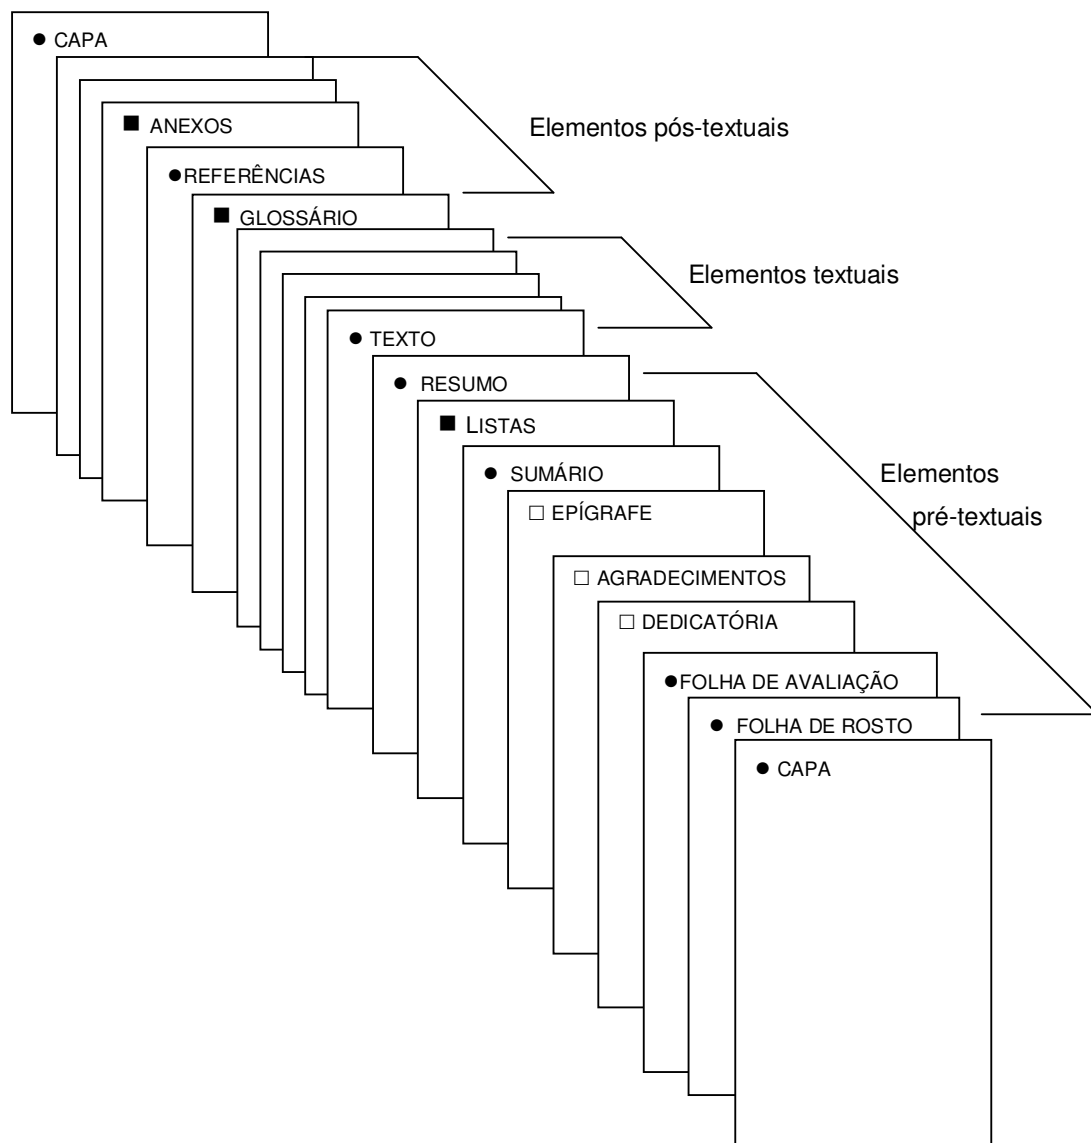 ● CAPA
■ ANEXOS
Elementos pós-textuais
●REFERÊNCIAS
■ GLOSSÁRIO
Elementos textuais
● TEXTO
● RESUMO
■ LISTAS
● SUMÁRIO
Elementos
pré-textuais
□ EPÍGRAFE
□ AGRADECIMENTOS
□ DEDICATÓRIA
●FOLHA DE AVALIAÇÃO
● FOLHA DE ROSTO
● CAPA